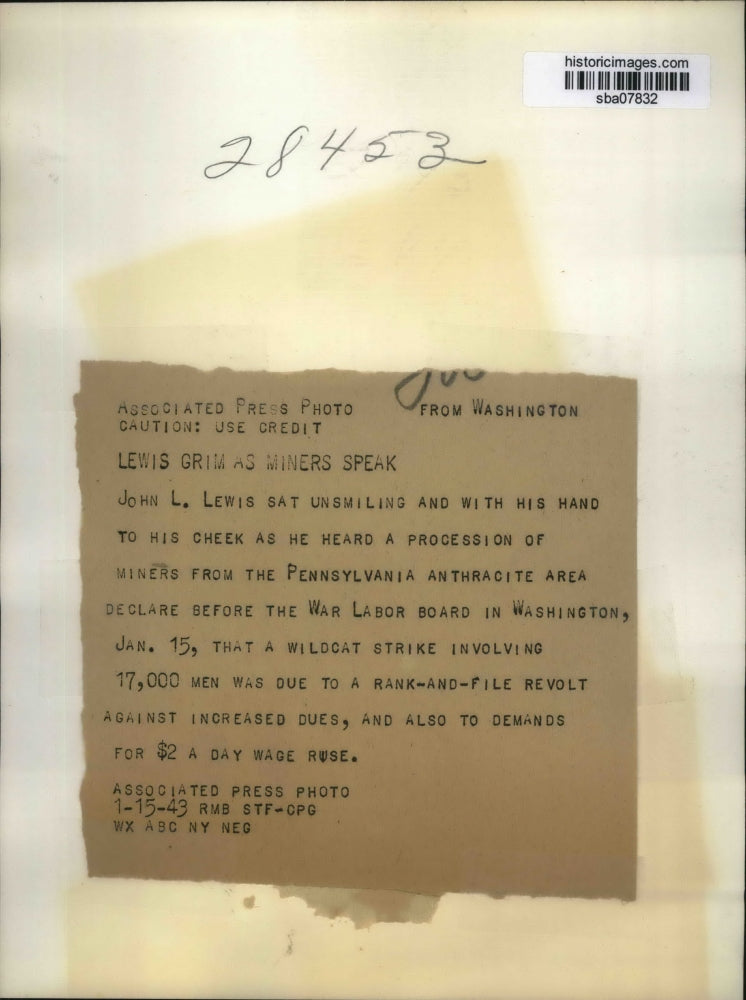 historicimages.com
sba07832
28453
Associated Press Photo FROM WASHINGTON
CAUTION: USE CREDIT
LEWIS GRIM AS MINERS SPEAK
JOHN L. LEWIS SAT UNSMILING AND WITH HIS HAND
TO HIS CHEEK AS HE HEARD A PROCESSION OF
MINERS FROM THE PENNSYLVANIA ANTHRACITE AREA
DECLARE BEFORE THE WAR LABOR BOARD IN WASHINGTON,
JAN. 15, THAT A WILDCAT STRIKE INVOLVING
17,000 MEN WAS DUE TO A RANK-AND-FILE REVOLT
AGAINST INCREASED DUES, AND ALSO TO DEMANDS
FOR $2 A DAY WAGE RUSE.
ASSOCIATED PRESS PHOTO
1-15-43 RMB STF-CPG
WX ABC NY NEG